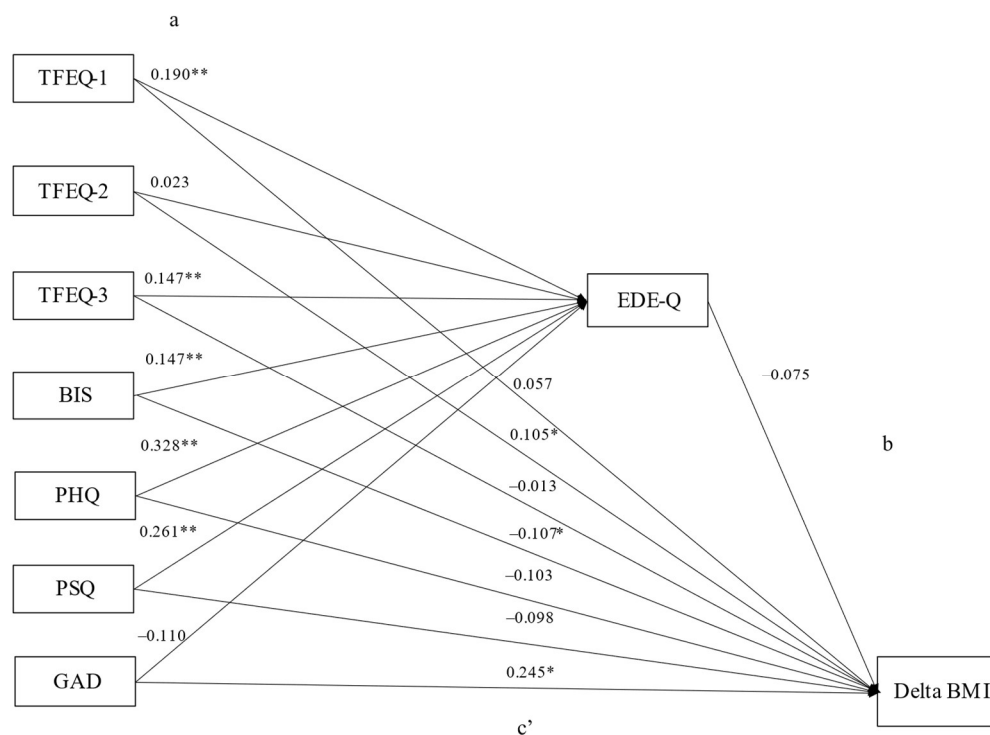 a
TFEQ-1
0.190**
TFEQ-2
0.023
TFEQ-3
0.147**
EDE-Q
BIS
0.147**
0.057
–0.075
0.105*
PHQ
0.328**
b
–0.013
0.261**
–0.107*
PSQ
–0.103
–0.098
GAD
–0.110
0.245*
Delta BMI
c’